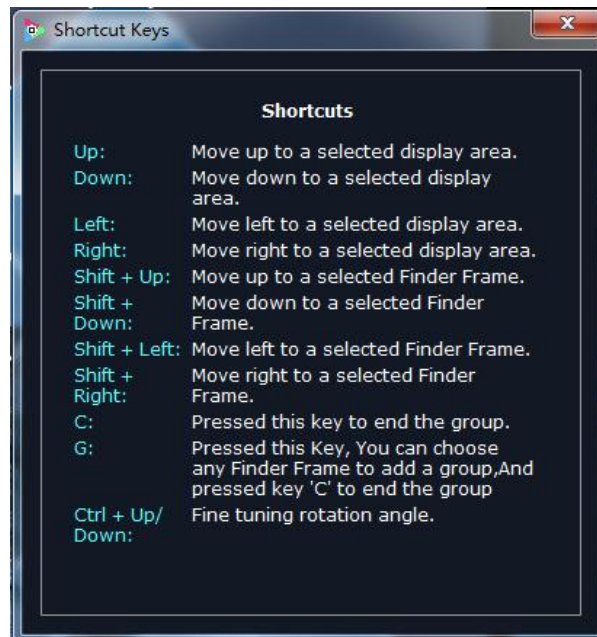 Shortcut Keys
Shortcuts
Up: Move up to a selected display area.
Down: Move down to a selected display
area.
Left: Move left to a selected display area.
Right: Move right to a selected display area.
Shift + Up: Move up to a selected Finder Frame.
Shift + Move down to a selected Finder
Down: Frame.
Shift + Left: Move left to a selected Finder Frame.
Shift + Move right to a selected Finder
Right: Frame.
C: Pressed this key to end the group.
G: Pressed this Key, You can choose
any Finder Frame to add a group,And
pressed key 'C' to end the group
Ctrl + Up/ Fine tuning rotation angle.
Down: